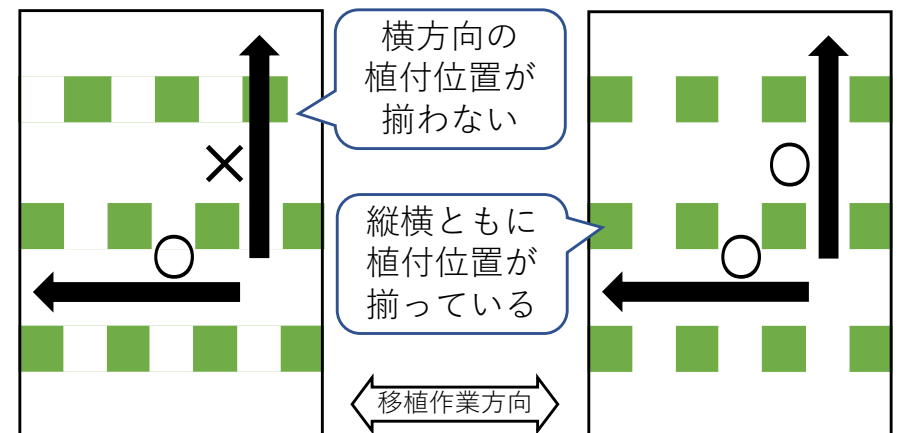 横方向の
植付位置が
揃わない
×
○
○
縦横ともに
植付位置が
揃っている
○
移植作業方向